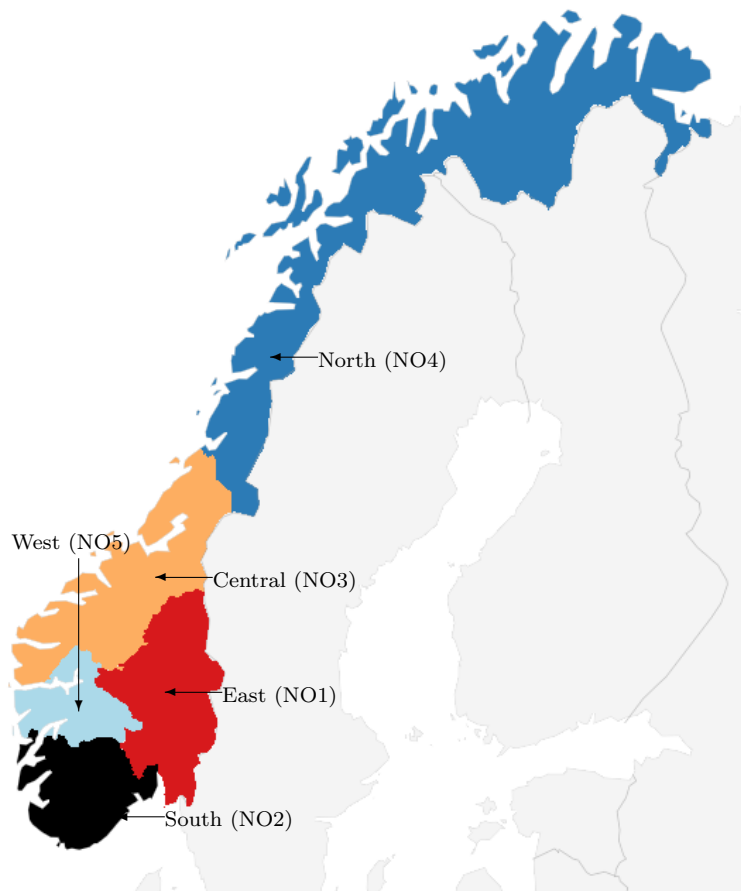 North (NO4)
West (NO5)
Central (NO3)
East (NO1)
South (NO2)